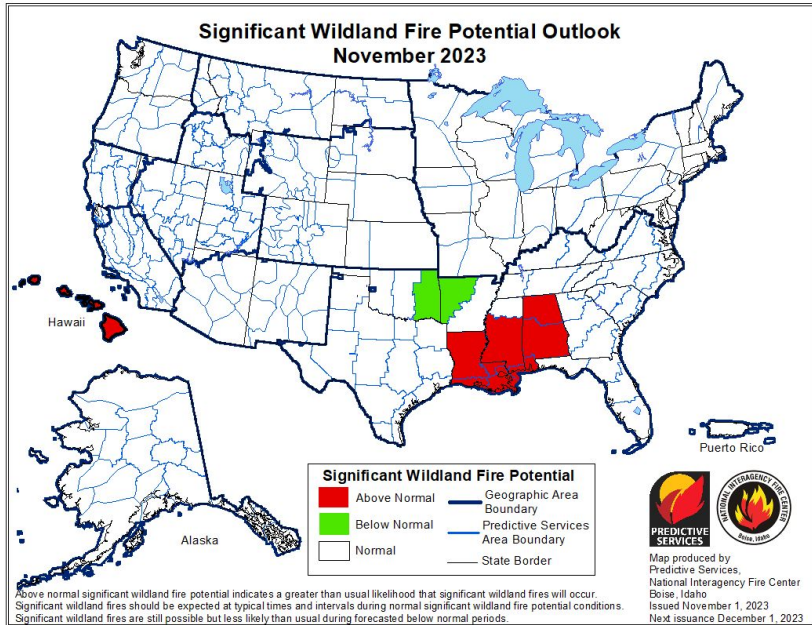 Significant Wildland Fire Potential Outlook
November 2023
Hawaii
Alaska
Puerto Rico
Significant Wildland Fire Potential
Above Normal
Below Normal
Normal
Geographic Area
Boundary
Predictive Services
Area Boundary
State Border
PREDICTIVE
SERVICES
NATIONAL INTERAGENCY FIRE CENTER
Boise, Idaho
Map produced by
Predictive Services,
National Interagency Fire Center
Boise, Idaho
Issued November 1, 2023
Next issuance December 1, 2023
Above normal significant wildland fire potential indicates a greater than usual likelihood that significant wildland fires will occur.
Significant wildland fires should be expected at typical times and intervals during normal significant wildland fire potential conditions.
Significant wildland fires are still possible but less likely than usual during forecasted below normal periods.